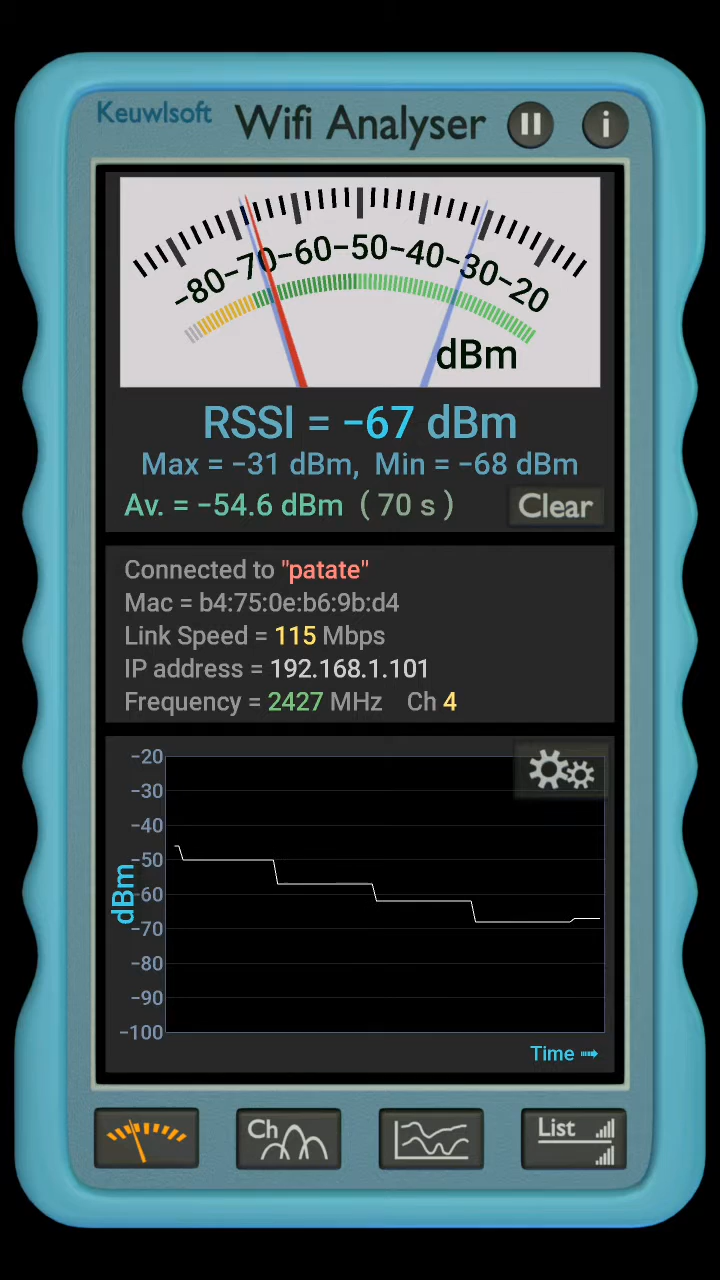 Keuwlsoft Wifi Analyser i
−80 −70 −60 −50 −40 −30 −20
dBm
RSSI = −67 dBm
Max = −31 dBm, Min = −68 dBm
Av. = −54.6 dBm ( 70 s ) Clear
Connected to "patate"
Mac = b4:75:0e:b6:9b:d4
Link Speed = 115 Mbps
IP address = 192.168.1.101
Frequency = 2427 MHz Ch 4
−20
−30
−40
−50
−60
−70
−80
−90
−100
dBm
Time
Ch List